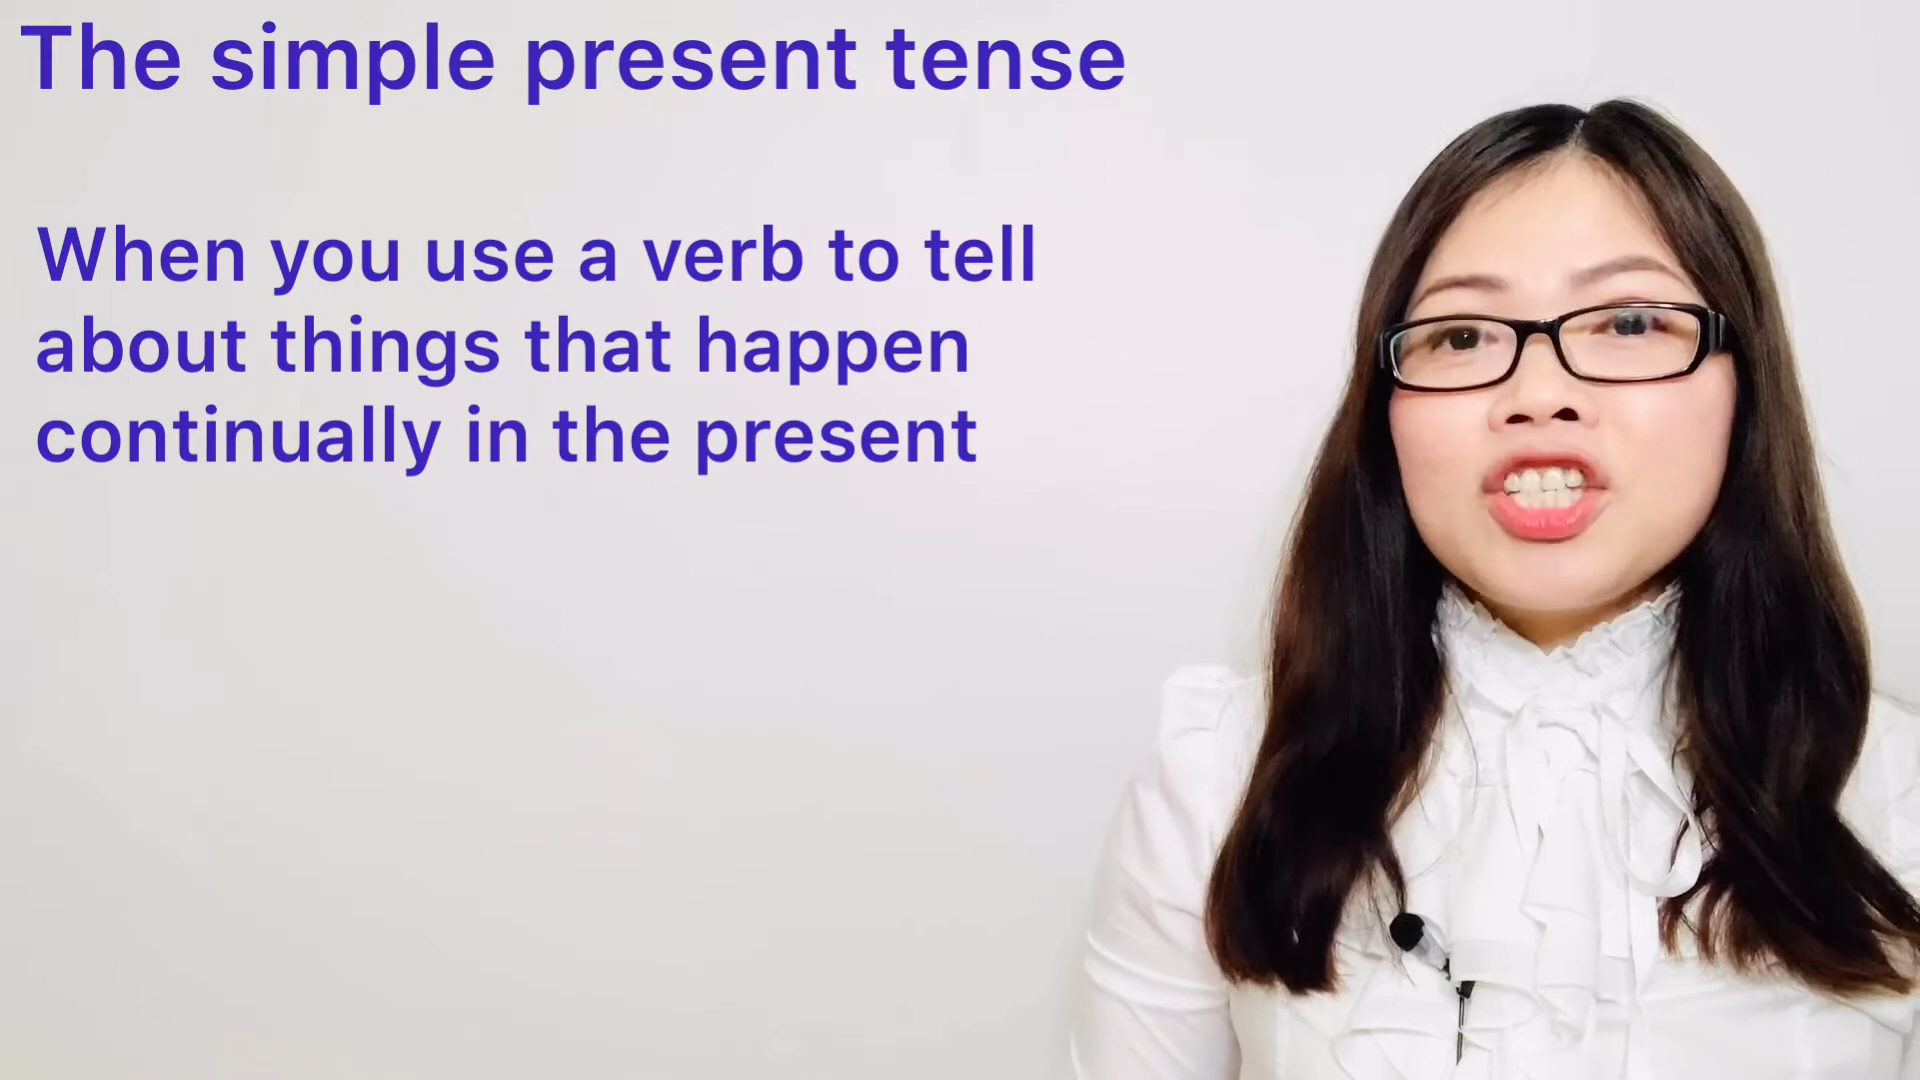 The simple present tense
When you use a verb to tell
about things that happen
continually in the present